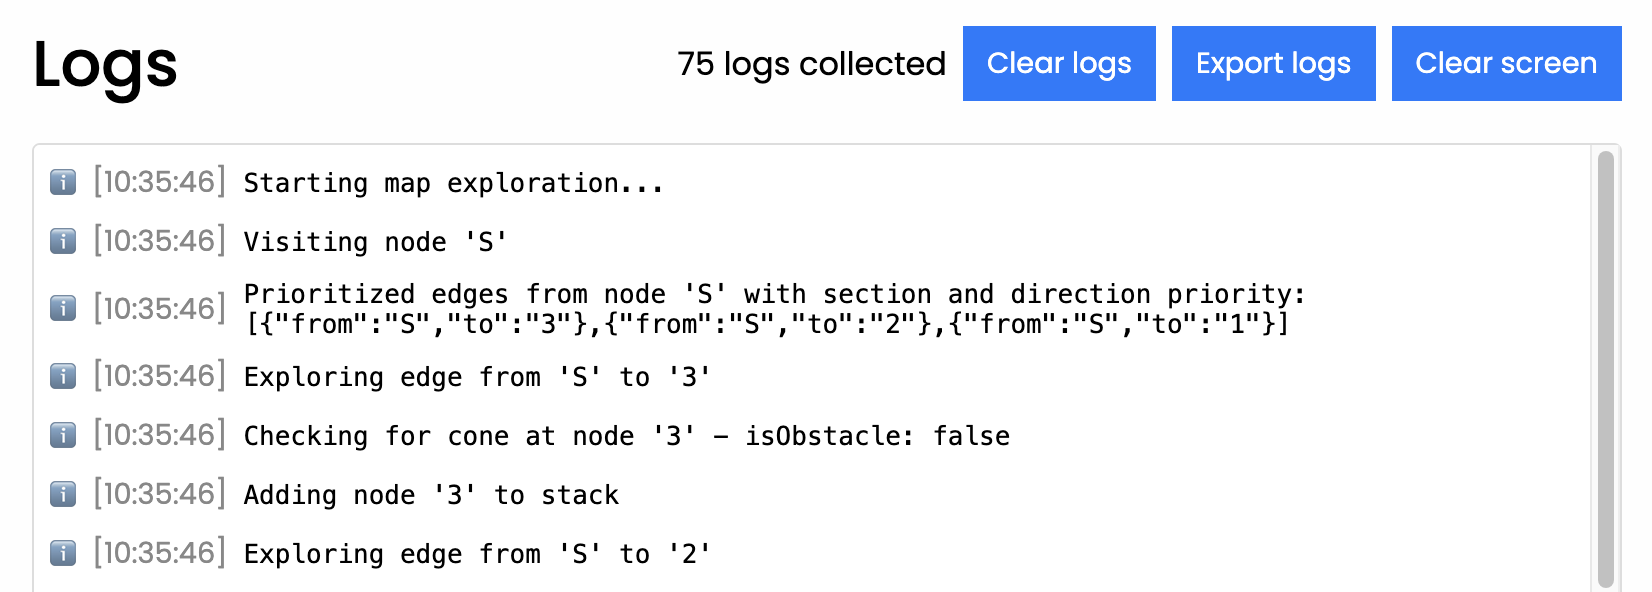 Logs
75 logs collected
Clear logs
Export logs
Clear screen
[10:35:46] Starting map exploration...
[10:35:46] Visiting node 'S'
[10:35:46] Prioritized edges from node 'S' with section and direction priority:
[{"from":"S","to":"3"},{"from":"S","to":"2"},{"from":"S","to":"1"}]
[10:35:46] Exploring edge from 'S' to '3'
[10:35:46] Checking for cone at node '3' – isObstacle: false
[10:35:46] Adding node '3' to stack
[10:35:46] Exploring edge from 'S' to '2'